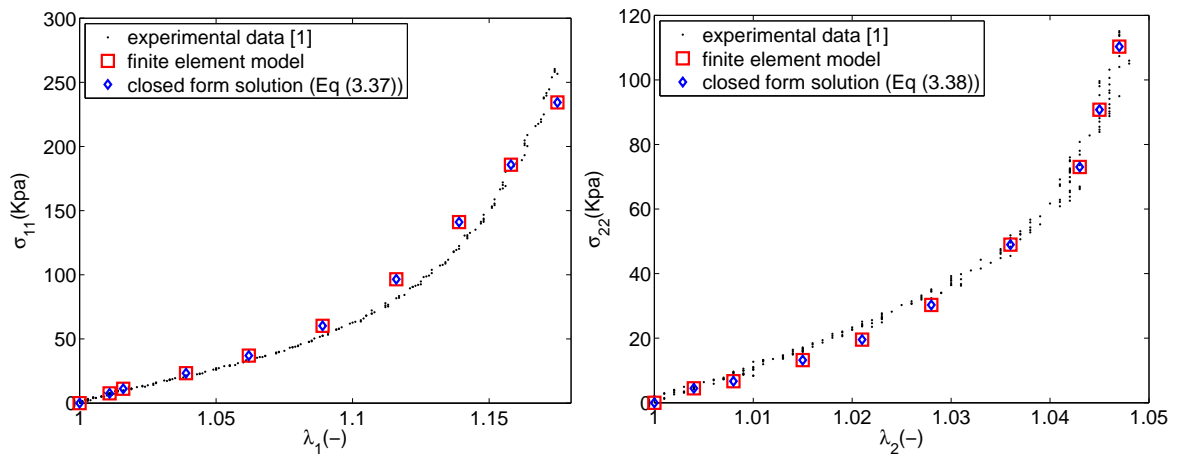 300
250
200
150
100
50
0
σ11(Kpa)
experimental data [1]
finite element model
closed form solution (Eq (3.37))
1 1.05 1.1 1.15
λ1(−)
120
100
80
60
40
20
0
σ22(Kpa)
experimental data [1]
finite element model
closed form solution (Eq (3.38))
1 1.01 1.02 1.03 1.04 1.05
λ2(−)